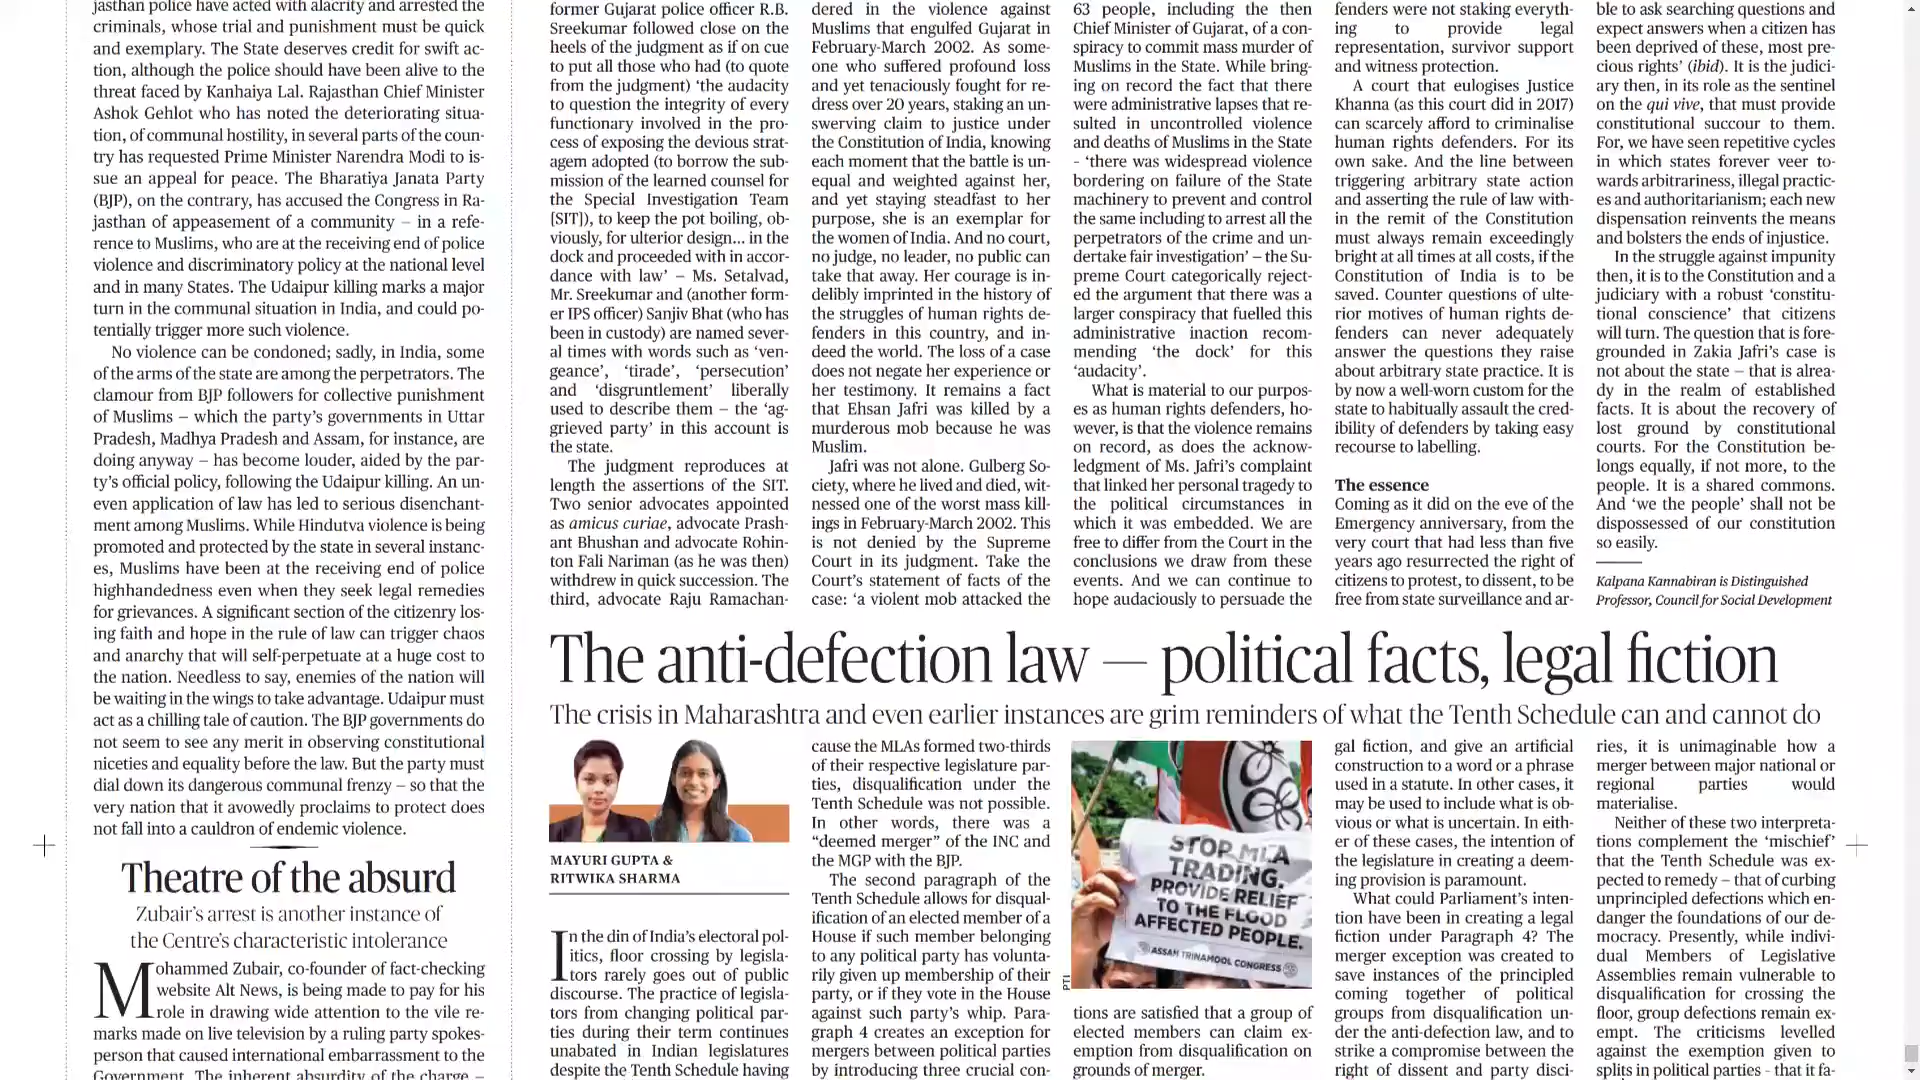 jasthan police have acted with alacrity and arrested the
criminals, whose trial and punishment must be quick
and exemplary. The State deserves credit for swift ac-
tion, although the police should have been alive to the
threat faced by Kanhaiya Lal. Rajasthan Chief Minister
Ashok Gehlot who has noted the deteriorating situa-
tion, of communal hostility, in several parts of the coun-
try has requested Prime Minister Narendra Modi to is-
sue an appeal for peace. The Bharatiya Janata Party
(BJP), on the contrary, has accused the Congress in Ra-
jasthan of appeasement of a community – in a refe-
rence to Muslims, who are at the receiving end of police
violence and discriminatory policy at the national level
and in many States. The Udaipur killing marks a major
turn in the communal situation in India, and could po-
tentially trigger more such violence.
No violence can be condoned; sadly, in India, some
of the arms of the state are among the perpetrators. The
clamour from BJP followers for collective punishment
of Muslims – which the party's governments in Uttar
Pradesh, Madhya Pradesh and Assam, for instance, are
doing anyway – has become louder, aided by the par-
ty's official policy, following the Udaipur killing. An un-
even application of law has led to serious disenchant-
ment among Muslims. While Hindutva violence is being
promoted and protected by the state in several instanc-
es, Muslims have been at the receiving end of police
highhandedness even when they seek legal remedies
for grievances. A significant section of the citizenry los-
ing faith and hope in the rule of law can trigger chaos
and anarchy that will self-perpetuate at a huge cost to
the nation. Needless to say, enemies of the nation will
be waiting in the wings to take advantage. Udaipur must
act as a chilling tale of caution. The BJP governments do
not seem to see any merit in observing constitutional
niceties and equality before the law. But the party must
dial down its dangerous communal frenzy – so that the
very nation that it avowedly proclaims to protect does
not fall into a cauldron of endemic violence.
Theatre of the absurd
Zubair's arrest is another instance of
the Centre's characteristic intolerance
Mohammed Zubair, co-founder of fact-checking
website Alt News, is being made to pay for his
role in drawing wide attention to the vile re-
marks made on live television by a ruling party spokes-
person that caused international embarrassment to the
Government. The inherent absurdity of the charge –
former Gujarat police officer R.B.
Sreekumar followed close on the
heels of the judgment as if on cue
to put all those who had (to quote
from the judgment) 'the audacity
to question the integrity of every
functionary involved in the pro-
cess of exposing the devious strat-
agem adopted (to borrow the sub-
mission of the learned counsel for
the Special Investigation Team
[SIT]), to keep the pot boiling, ob-
viously, for ulterior design... in the
dock and proceeded with in accor-
dance with law' – Ms. Setalvad,
Mr. Sreekumar and (another form-
er IPS officer) Sanjiv Bhat (who has
been in custody) are named sever-
al times with words such as 'ven-
geance', 'tirade', 'persecution'
and 'disgruntlement' liberally
used to describe them – the 'ag-
grieved party' in this account is
the state.
The judgment reproduces at
length the assertions of the SIT.
Two senior advocates appointed
as amicus curiae, advocate Prash-
ant Bhushan and advocate Rohin-
ton Fali Nariman (as he was then)
withdrew in quick succession. The
third, advocate Raju Ramachan-
dered in the violence against
Muslims that engulfed Gujarat in
February-March 2002. As some-
one who suffered profound loss
and yet tenaciously fought for re-
dress over 20 years, staking an un-
swerving claim to justice under
the Constitution of India, knowing
each moment that the battle is un-
equal and weighted against her,
and yet staying steadfast to her
purpose, she is an exemplar for
the women of India. And no court,
no judge, no leader, no public can
take that away. Her courage is in-
delibly imprinted in the history of
the struggles of human rights de-
fenders in this country, and in-
deed the world. The loss of a case
does not negate her experience or
her testimony. It remains a fact
that Ehsan Jafri was killed by a
murderous mob because he was
Muslim.
Jafri was not alone. Gulberg So-
ciety, where he lived and died, wit-
nessed one of the worst mass kill-
ings in February-March 2002. This
is not denied by the Supreme
Court in its judgment. Take the
Court's statement of facts of the
case: 'a violent mob attacked the
63 people, including the then
Chief Minister of Gujarat, of a con-
spiracy to commit mass murder of
Muslims in the State. While bring-
ing on record the fact that there
were administrative lapses that re-
sulted in uncontrolled violence
and deaths of Muslims in the State
- 'there was widespread violence
bordering on failure of the State
machinery to prevent and control
the same including to arrest all the
perpetrators of the crime and un-
dertake fair investigation' – the Su-
preme Court categorically reject-
ed the argument that there was a
larger conspiracy that fuelled this
administrative inaction recom-
mending 'the dock' for this
'audacity'.
What is material to our purpos-
es as human rights defenders, ho-
wever, is that the violence remains
on record, as does the acknow-
ledgment of Ms. Jafri's complaint
that linked her personal tragedy to
the political circumstances in
which it was embedded. We are
free to differ from the Court in the
conclusions we draw from these
events. And we can continue to
hope audaciously to persuade the
fenders were not staking everyth-
ing to provide legal
representation, survivor support
and witness protection.
A court that eulogises Justice
Khanna (as this court did in 2017)
can scarcely afford to criminalise
human rights defenders. For its
own sake. And the line between
triggering arbitrary state action
and asserting the rule of law with-
in the remit of the Constitution
must always remain exceedingly
bright at all times at all costs, if the
Constitution of India is to be
saved. Counter questions of ulte-
rior motives of human rights de-
fenders can never adequately
answer the questions they raise
about arbitrary state practice. It is
by now a well-worn custom for the
state to habitually assault the cred-
ibility of defenders by taking easy
recourse to labelling.
The essence
Coming as it did on the eve of the
Emergency anniversary, from the
very court that had less than five
years ago resurrected the right of
citizens to protest, to dissent, to be
free from state surveillance and ar-
ble to ask searching questions and
expect answers when a citizen has
been deprived of these, most pre-
cious rights' (ibid). It is the judici-
ary then, in its role as the sentinel
on the qui vive, that must provide
constitutional succour to them.
For, we have seen repetitive cycles
in which states forever veer to-
wards arbitrariness, illegal practic-
es and authoritarianism; each new
dispensation reinvents the means
and bolsters the ends of injustice.
In the struggle against impunity
then, it is to the Constitution and a
judiciary with a robust 'constitu-
tional conscience' that citizens
will turn. The question that is fore-
grounded in Zakia Jafri's case is
not about the state – that is alrea-
dy in the realm of established
facts. It is about the recovery of
lost ground by constitutional
courts. For the Constitution be-
longs equally, if not more, to the
people. It is a shared commons.
And 'we the people' shall not be
dispossessed of our constitution
so easily.
Kalpana Kannabiran is Distinguished
Professor, Council for Social Development
The anti-defection law — political facts, legal fiction
The crisis in Maharashtra and even earlier instances are grim reminders of what the Tenth Schedule can and cannot do
MAYURI GUPTA &
RITWIKA SHARMA
In the din of India's electoral pol-
itics, floor crossing by legisla-
tors rarely goes out of public
discourse. The practice of legisla-
tors from changing political par-
ties during their term continues
unabated in Indian legislatures
despite the Tenth Schedule having
cause the MLAs formed two-thirds
of their respective legislature par-
ties, disqualification under the
Tenth Schedule was not possible.
In other words, there was a
"deemed merger" of the INC and
the MGP with the BJP.
The second paragraph of the
Tenth Schedule allows for disqual-
ification of an elected member of a
House if such member belonging
to any political party has volunta-
rily given up membership of their
party, or if they vote in the House
against such party's whip. Para-
graph 4 creates an exception for
mergers between political parties
by introducing three crucial con-
STOP MLA
TRADING.
PROVIDE RELIEF
TO THE FLOOD
AFFECTED PEOPLE.
ASSAM TRINAMOOL CONGRESS
PTI
tions are satisfied that a group of
elected members can claim ex-
emption from disqualification on
grounds of merger.
gal fiction, and give an artificial
construction to a word or a phrase
used in a statute. In other cases, it
may be used to include what is ob-
vious or what is uncertain. In eith-
er of these cases, the intention of
the legislature in creating a deem-
ing provision is paramount.
What could Parliament's inten-
tion have been in creating a legal
fiction under Paragraph 4? The
merger exception was created to
save instances of the principled
coming together of political
groups from disqualification un-
der the anti-defection law, and to
strike a compromise between the
right of dissent and party disci-
ries, it is unimaginable how a
merger between major national or
regional parties would
materialise.
Neither of these two interpreta-
tions complement the 'mischief'
that the Tenth Schedule was ex-
pected to remedy – that of curbing
unprincipled defections which en-
danger the foundations of our de-
mocracy. Presently, while indivi-
dual Members of Legislative
Assemblies remain vulnerable to
disqualification for crossing the
floor, group defections remain ex-
empt. The criticisms levelled
against the exemption given to
splits in political parties - that it fa-